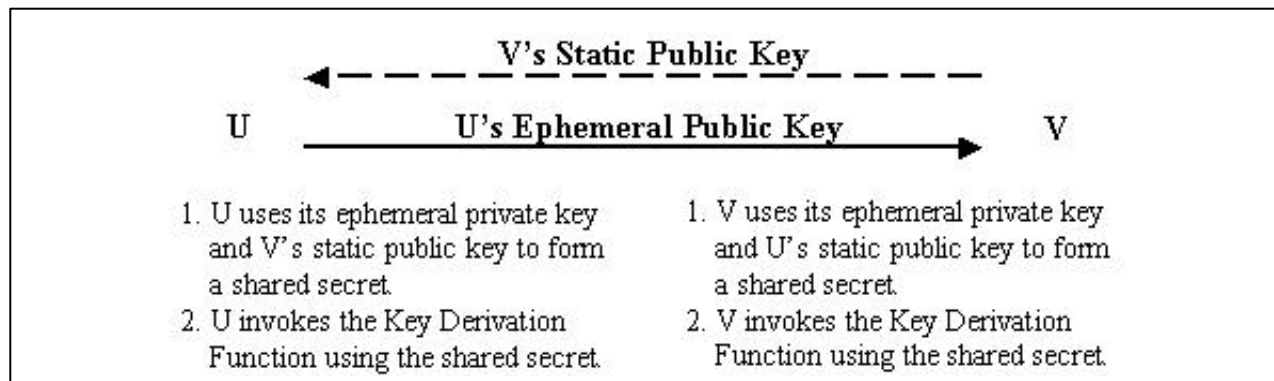 V's Static Public Key
U
U's Ephemeral Public Key
V
1. U uses its ephemeral private key
and V's static public key to form
a shared secret.
2. U invokes the Key Derivation
Function using the shared secret.
1. V uses its ephemeral private key
and U's static public key to form
a shared secret.
2. V invokes the Key Derivation
Function using the shared secret.